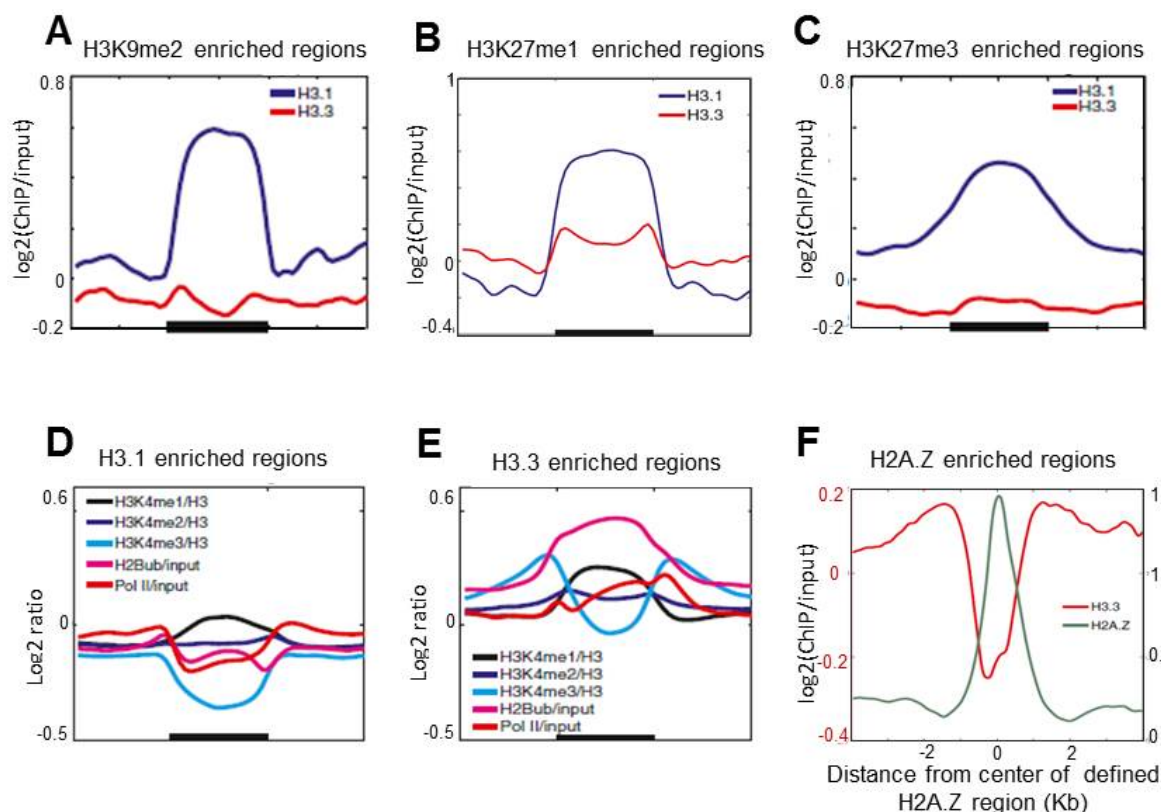 A
H3K9me2 enriched regions
0.8
0
-0.2
log2(ChIP/input)
H3.1
H3.3
B
H3K27me1 enriched regions
1
0
-0.4
log2(ChIP/input)
H3.1
H3.3
C
H3K27me3 enriched regions
0.8
0
-0.2
log2(ChIP/input)
H3.1
H3.3
D
H3.1 enriched regions
0.6
0
-0.5
Log2 ratio
H3K4me1/H3
H3K4me2/H3
H3K4me3/H3
H2Bub/input
Pol II/input
E
H3.3 enriched regions
0.6
0
-0.5
Log2 ratio
H3K4me1/H3
H3K4me2/H3
H3K4me3/H3
H2Bub/input
Pol II/input
F
H2A.Z enriched regions
0.2
0
-0.2
-0.4
log2(ChIP/input)
H3.3
H2A.Z
1
1
0.
0
-2 0 2
Distance from center of defined
H2A.Z region (Kb)